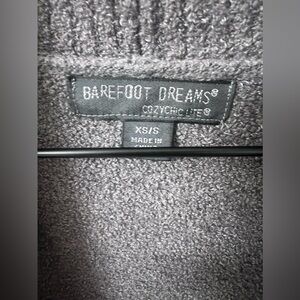 BAREFOOT DREAMS®
COZYCHIC LITE®
XS/S
MADE IN